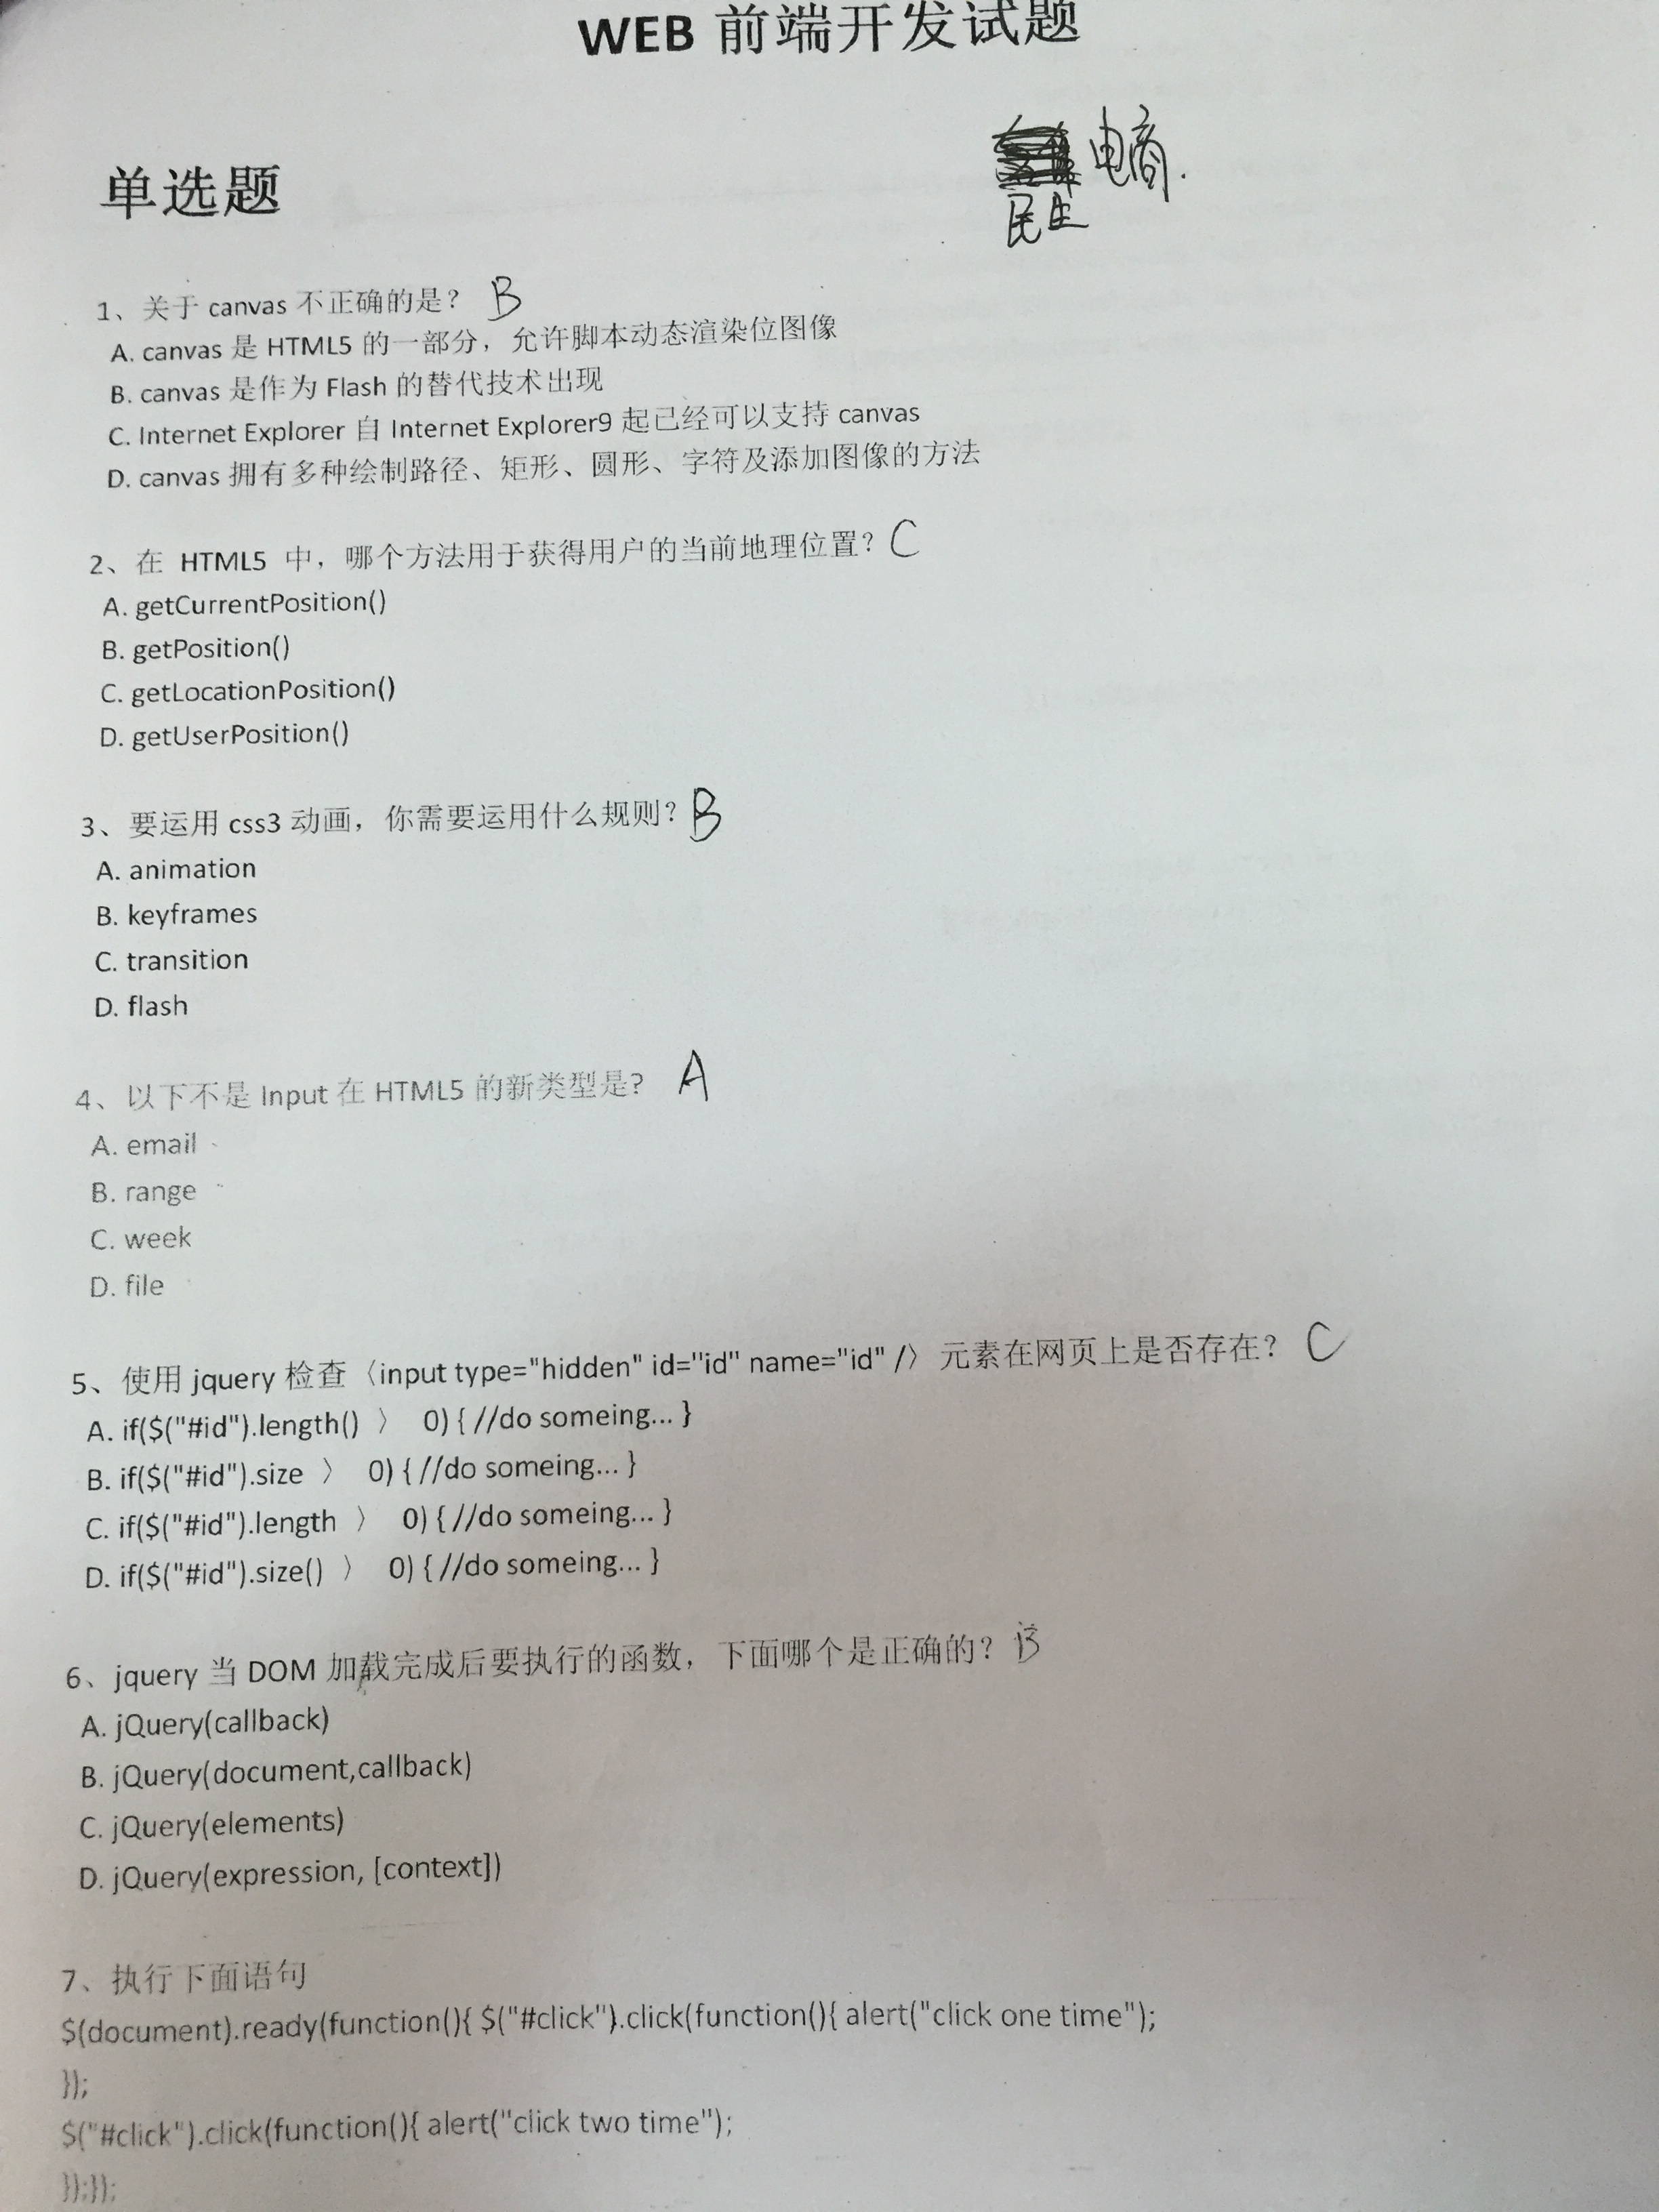 WEB 前端开发试题
电商.
民生
单选题
1、关于 canvas 不正确的是? B
A. canvas 是 HTML5 的一部分，允许脚本动态渲染位图像
B. canvas 是作为 Flash 的替代技术出现
C. Internet Explorer 自 Internet Explorer9 起已经可以支持 canvas
D. canvas 拥有多种绘制路径、矩形、圆形、字符及添加图像的方法
2、在 HTML5 中，哪个方法用于获得用户的当前地理位置? C
A. getCurrentPosition()
B. getPosition()
C. getLocationPosition()
D. getUserPosition()
3、要运用 css3 动画，你需要运用什么规则? B
A. animation
B. keyframes
C. transition
D. flash
4、以下不是 Input 在 HTML5 的新类型是? A
A. email
B. range
C. week
D. file
5、使用 jquery 检查〈input type="hidden" id="id" name="id" /〉元素在网页上是否存在? C
A. if($("#id").length() 〉 0) { //do someing... }
B. if($("#id").size 〉 0) { //do someing... }
C. if($("#id").length 〉 0) { //do someing... }
D. if($("#id").size() 〉 0) { //do someing... }
6、jquery 当 DOM 加载完成后要执行的函数，下面哪个是正确的? B
A. jQuery(callback)
B. jQuery(document,callback)
C. jQuery(elements)
D. jQuery(expression, [context])
7、执行下面语句
$(document).ready(function(){ $("#click").click(function(){ alert("click one time");
});
$("#click").click(function(){ alert("click two time");
});});